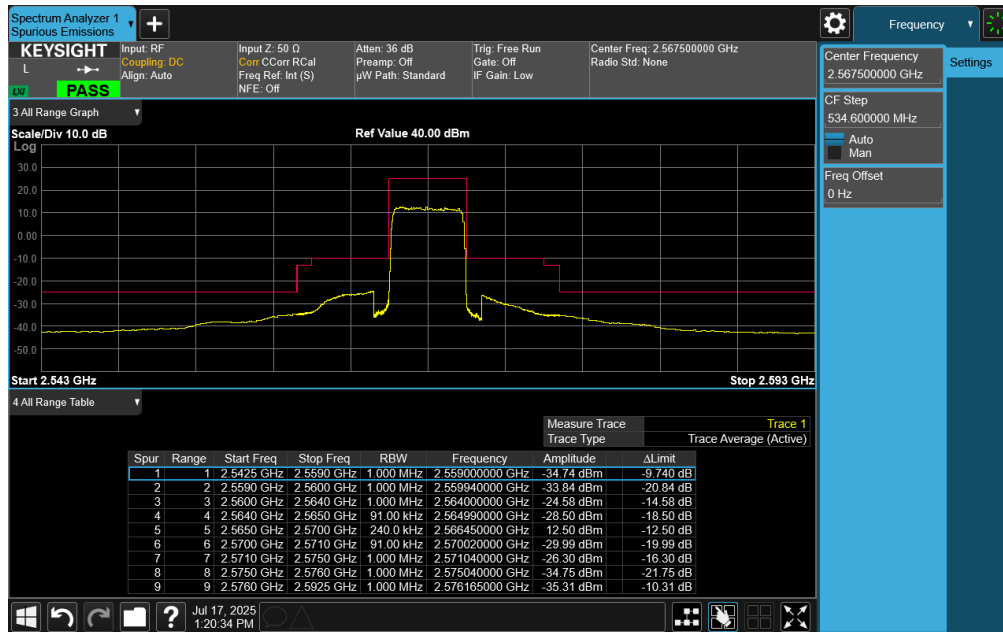 Spectrum Analyzer 1
Spurious Emissions
Frequency
KEYSIGHT
L
LXI
PASS
Input: RF
Coupling: DC
Align: Auto
Input Z: 50 Ω
Corr CCorr RCal
Freq Ref: Int (S)
NFE: Off
Atten: 36 dB
Preamp: Off
µW Path: Standard
Trig: Free Run
Gate: Off
IF Gain: Low
Center Freq: 2.567500000 GHz
Radio Std: None
Center Frequency
2.567500000 GHz
Settings
CF Step
534.600000 MHz
Auto
Man
Freq Offset
0 Hz
3 All Range Graph
Scale/Div 10.0 dB
Ref Value 40.00 dBm
Log
30.0
20.0
10.0
0.00
-10.0
-20.0
-30.0
-40.0
-50.0
Start 2.543 GHz
Stop 2.593 GHz
4 All Range Table
Measure Trace Trace 1
Trace Type Trace Average (Active)
Spur Range Start Freq Stop Freq RBW Frequency Amplitude ΔLimit
1 1 2.5425 GHz 2.5590 GHz 1.000 MHz 2.559000000 GHz -34.74 dBm -9.740 dB
2 2 2.5590 GHz 2.5600 GHz 1.000 MHz 2.559940000 GHz -33.84 dBm -20.84 dB
3 3 2.5600 GHz 2.5640 GHz 1.000 MHz 2.564000000 GHz -24.58 dBm -14.58 dB
4 4 2.5640 GHz 2.5650 GHz 91.00 kHz 2.564990000 GHz -28.50 dBm -18.50 dB
5 5 2.5650 GHz 2.5700 GHz 240.0 kHz 2.566450000 GHz 12.50 dBm -12.50 dB
6 6 2.5700 GHz 2.5710 GHz 91.00 kHz 2.570020000 GHz -29.99 dBm -19.99 dB
7 7 2.5710 GHz 2.5750 GHz 1.000 MHz 2.571040000 GHz -26.30 dBm -16.30 dB
8 8 2.5750 GHz 2.5760 GHz 1.000 MHz 2.575040000 GHz -34.75 dBm -21.75 dB
9 9 2.5760 GHz 2.5925 GHz 1.000 MHz 2.576165000 GHz -35.31 dBm -10.31 dB
Jul 17, 2025
1:20:34 PM